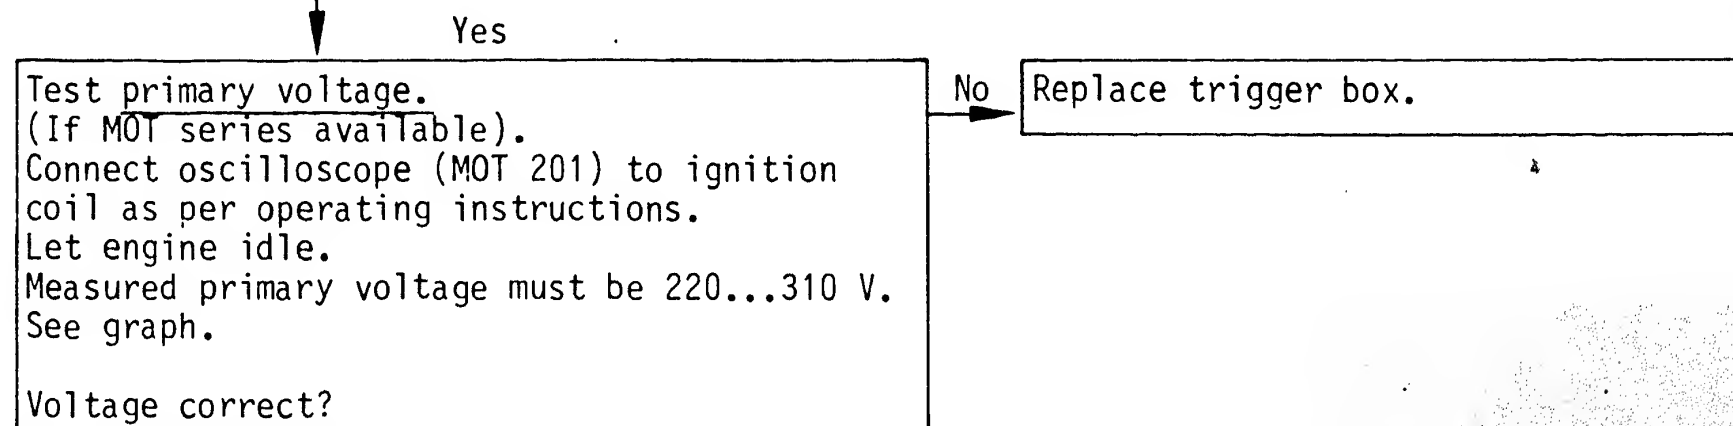 Yes
Test primary voltage.
(If MOT series available).
Connect oscilloscope (MOT 201) to ignition
coil as per operating instructions.
Let engine idle.
Measured primary voltage must be 220...310 V.
See graph.
Voltage correct?
No
Replace trigger box.